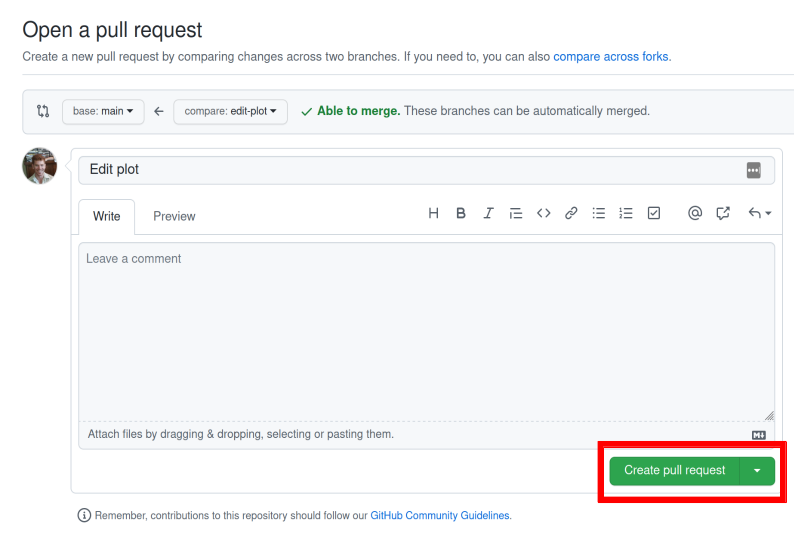 Open a pull request
Create a new pull request by comparing changes across two branches. If you need to, you can also compare across forks.
base: main compare: edit-plot Able to merge. These branches can be automatically merged.
Edit plot
Write Preview
Leave a comment
Attach files by dragging & dropping, selecting or pasting them.
Create pull request
Remember, contributions to this repository should follow our GitHub Community Guidelines.